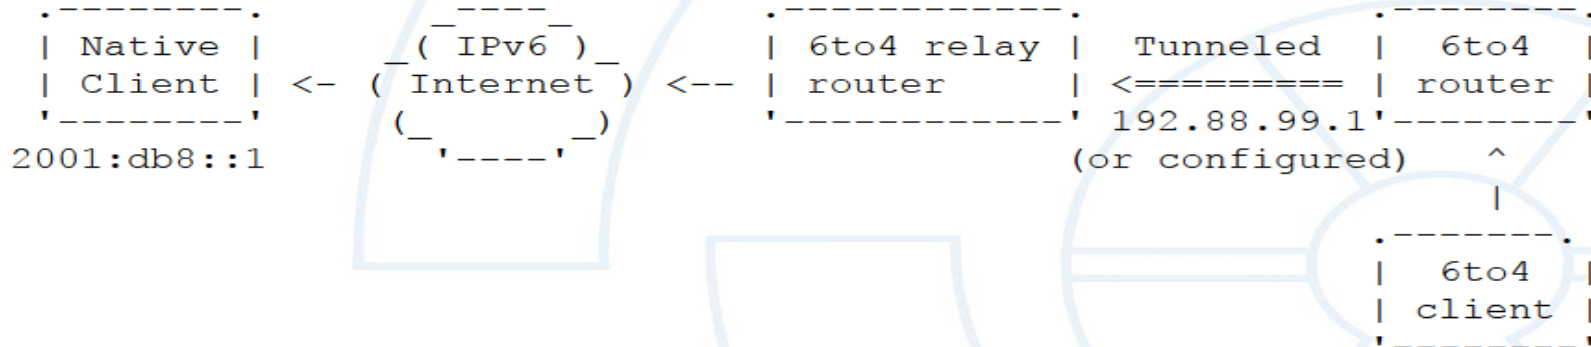 .--------.           _----_          .------------.                   .--------.
| Native |         _( IPv6 )_        | 6to4 relay |  Tunneled  |  6to4  |
| Client | <- ( Internet ) <-- | router     | <========= | router |
'--------'         (_      _)        '------------' 192.88.99.1'--------'
2001:db8::1          '----'                      (or configured)    ^
|
.-------.
|  6to4  |
| client |
'--------'